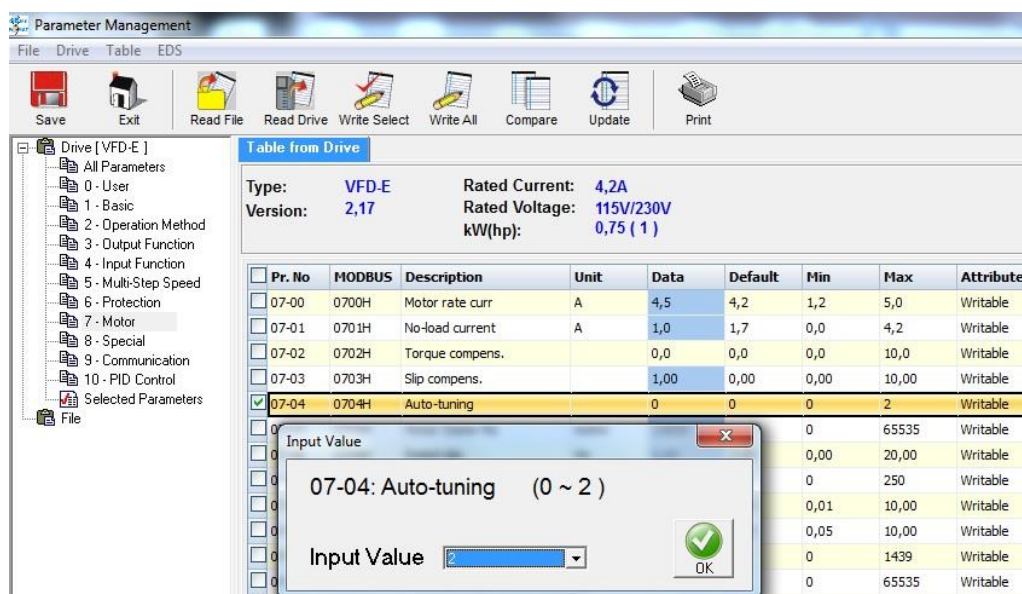 Parameter Management
File Drive Table EDS
Save Exit Read File Read Drive Write Select Write All Compare Update Print
Drive [ VFD-E ]
All Parameters
0 - User
1 - Basic
2 - Operation Method
3 - Output Function
4 - Input Function
5 - Multi-Step Speed
6 - Protection
7 - Motor
8 - Special
9 - Communication
10 - PID Control
Selected Parameters
File
Table from Drive
Type: VFD-E Rated Current: 4,2A
Version: 2,17 Rated Voltage: 115V/230V
kW(hp): 0,75 ( 1 )
Pr. No MODBUS Description Unit Data Default Min Max Attribute
07-00 0700H Motor rate curr A 4,5 4,2 1,2 5,0 Writable
07-01 0701H No-load current A 1,0 1,7 0,0 4,2 Writable
07-02 0702H Torque compens. 0,0 0,0 0,0 10,0 Writable
07-03 0703H Slip compens. 1,00 0,00 0,00 10,00 Writable
07-04 0704H Auto-tuning 0 0 0 2 Writable
0 65535 Writable
0,00 20,00 Writable
0 250 Writable
0,01 10,00 Writable
0,05 10,00 Writable
0 1439 Writable
0 65535 Writable
Input Value
07-04: Auto-tuning (0 ~ 2 )
Input Value 2
OK